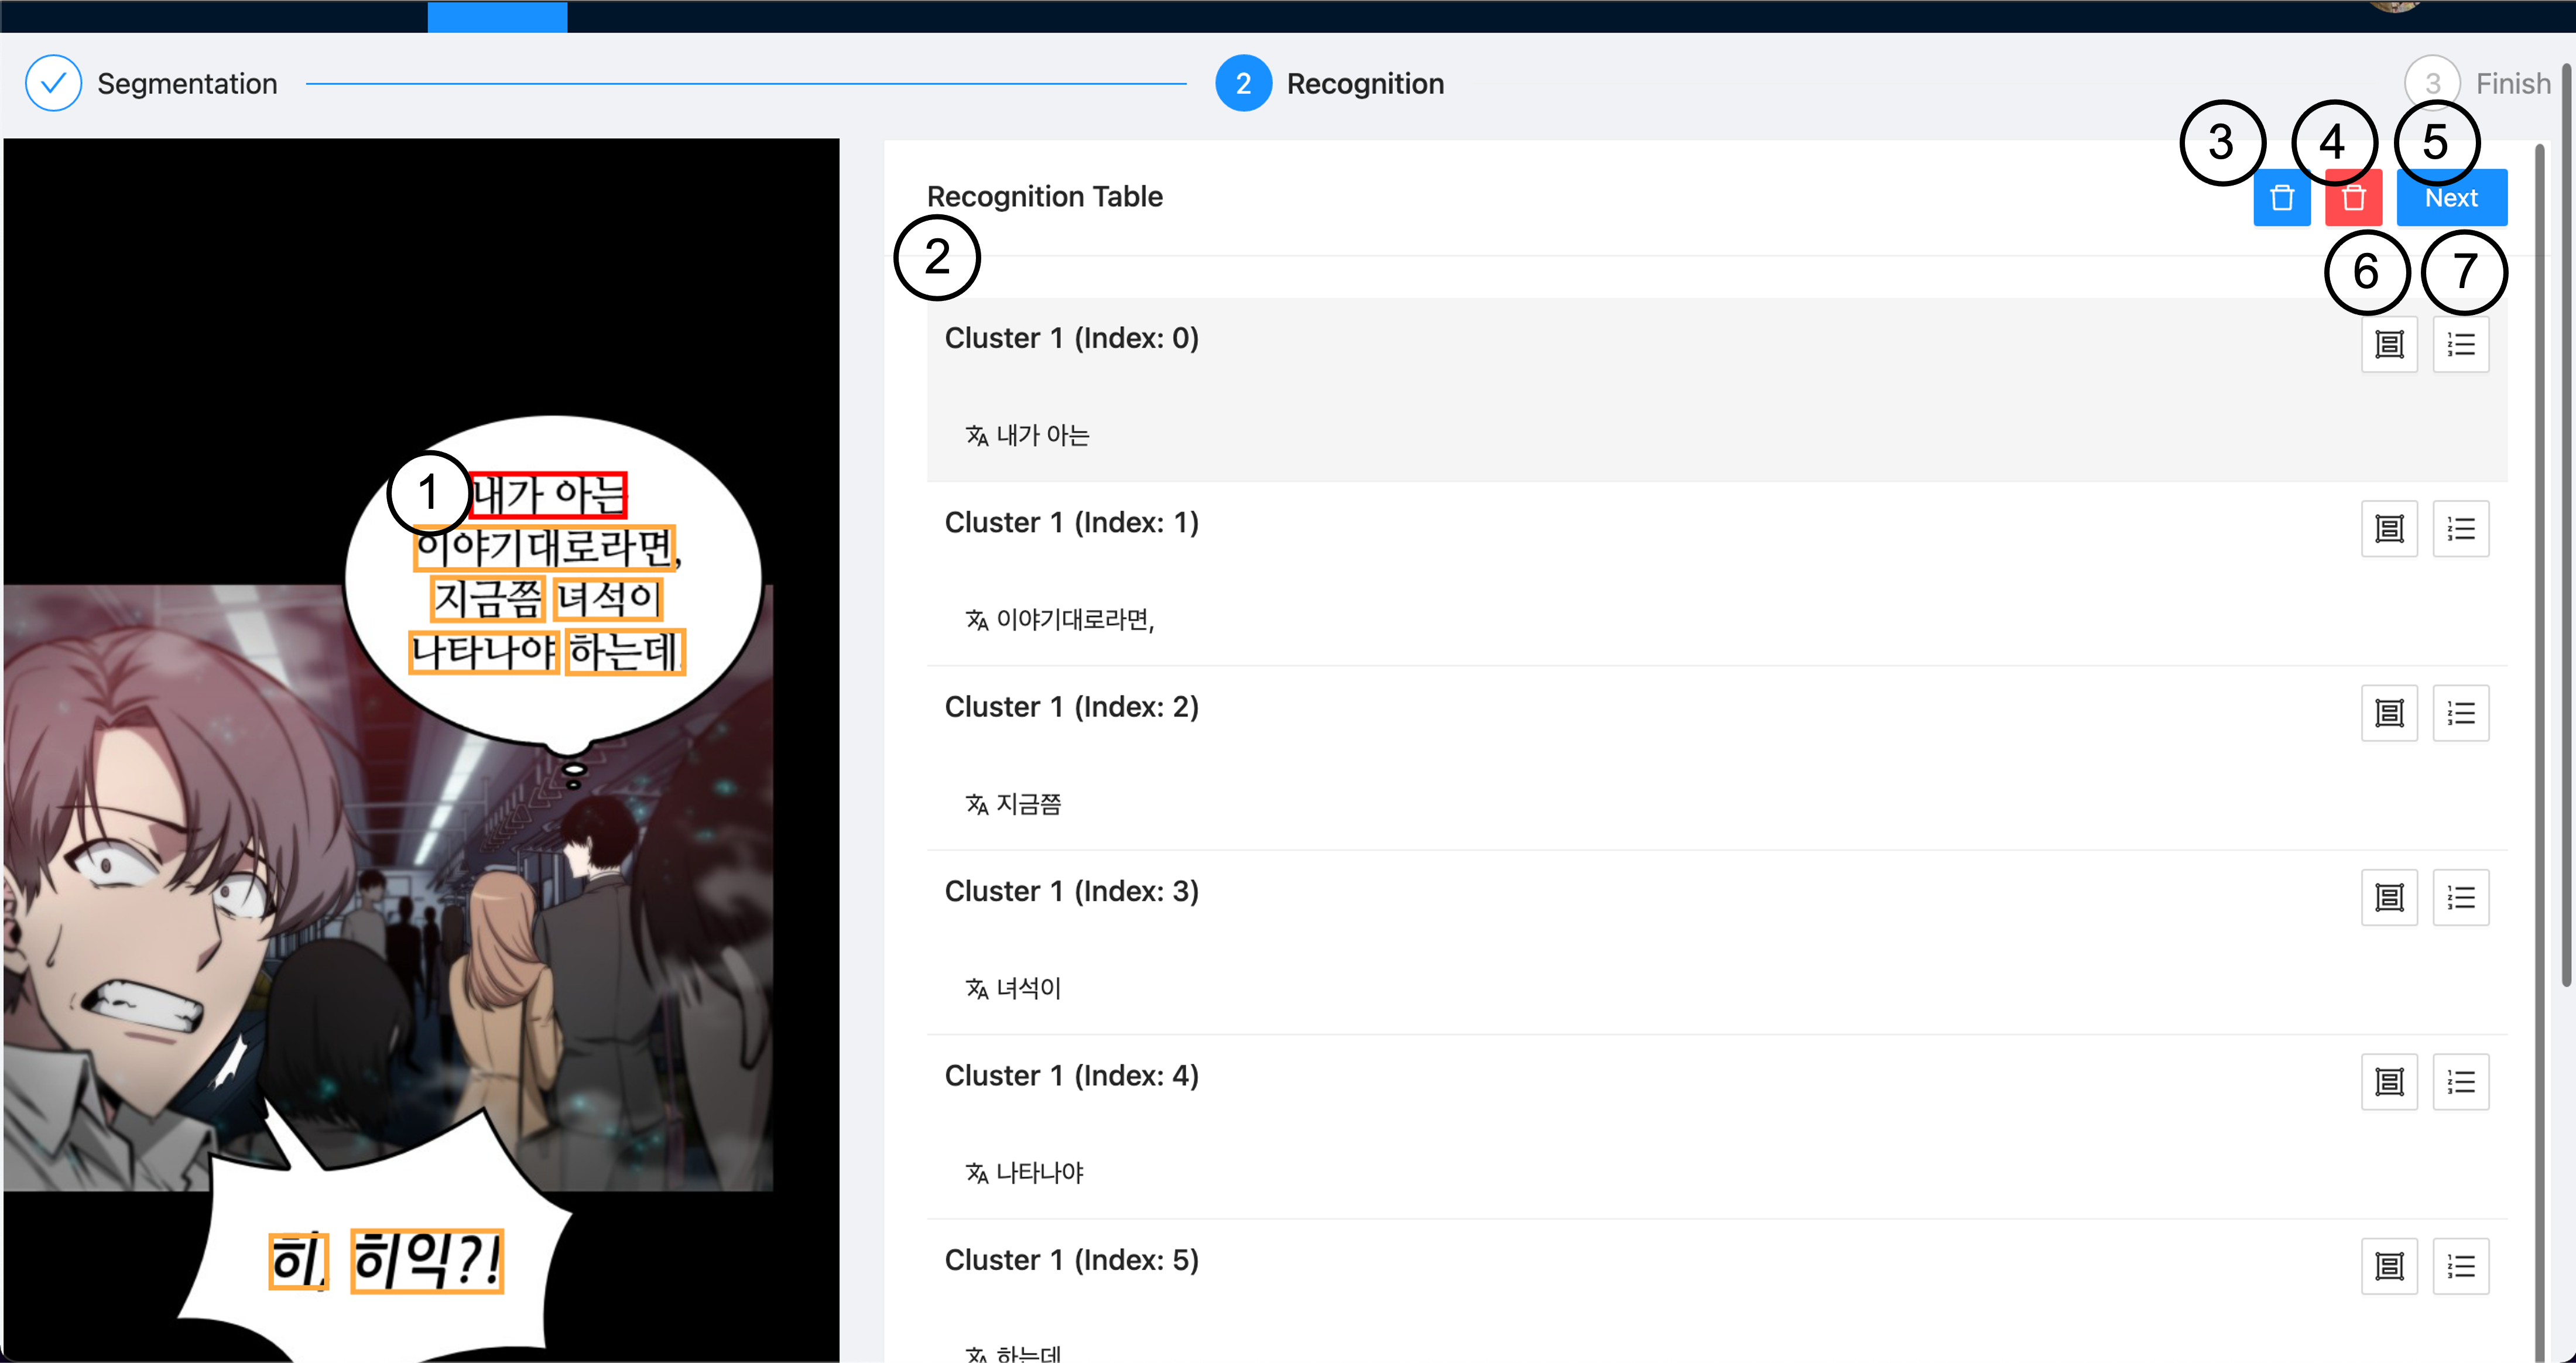 Segmentation
2 Recognition
3 Finish
3 4 5
Recognition Table
Next
2
6 7
Cluster 1 (Index: 0)
내가 아는
Cluster 1 (Index: 1)
이야기대로라면,
Cluster 1 (Index: 2)
지금쯤
Cluster 1 (Index: 3)
녀석이
Cluster 1 (Index: 4)
나타나야
Cluster 1 (Index: 5)
하는데
1
내가 아는
이야기대로라면,
지금쯤 녀석이
나타나야 하는데.
히, 히익?!